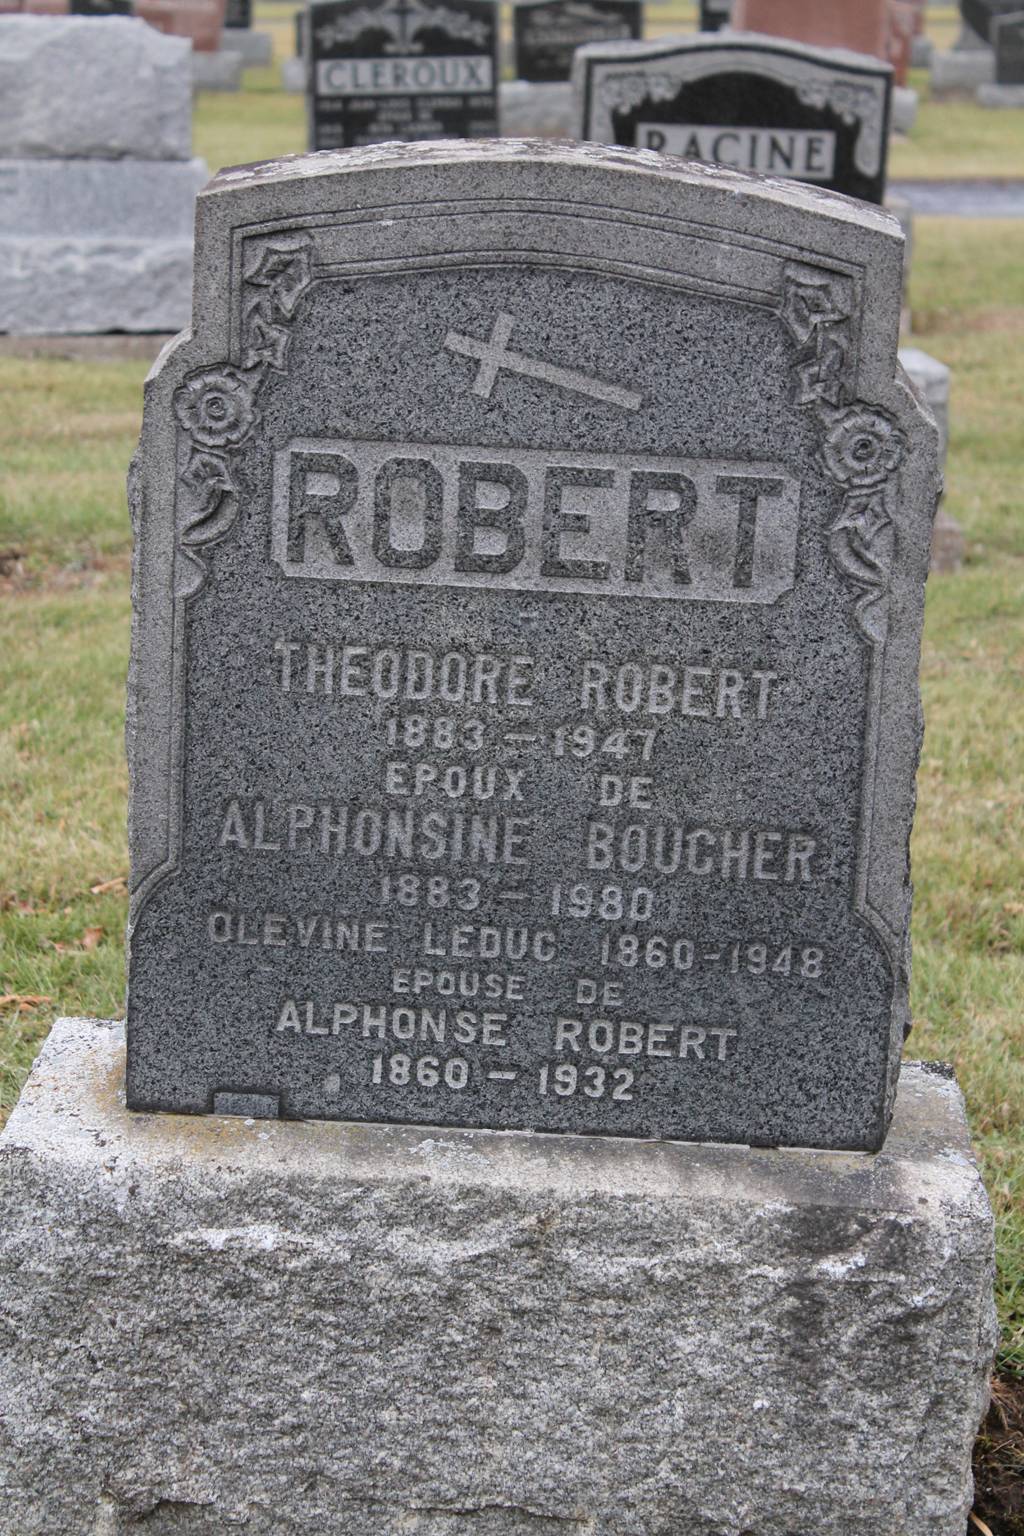 CLEROUX
RACINE
ROBERT
THEODORE ROBERT
1883 - 1947
EPOUX DE
ALPHONSINE BOUCHER
1883 - 1980
OLEVINE LEDUC 1860-1948
EPOUSE DE
ALPHONSE ROBERT
1860 - 1932